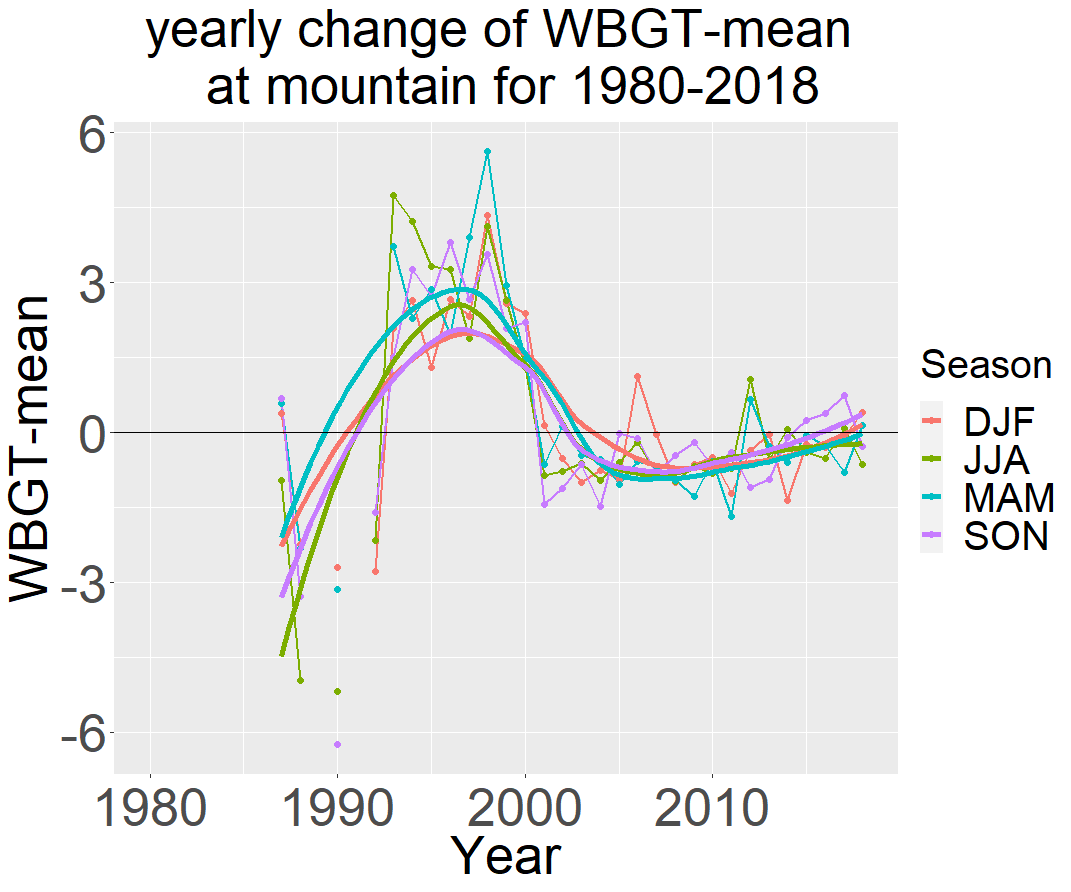 yearly change of WBGT-mean
at mountain for 1980-2018
WBGT-mean
6
3
0
-3
-6
1980 1990 2000 2010
Year
Season
DJF
JJA
MAM
SON